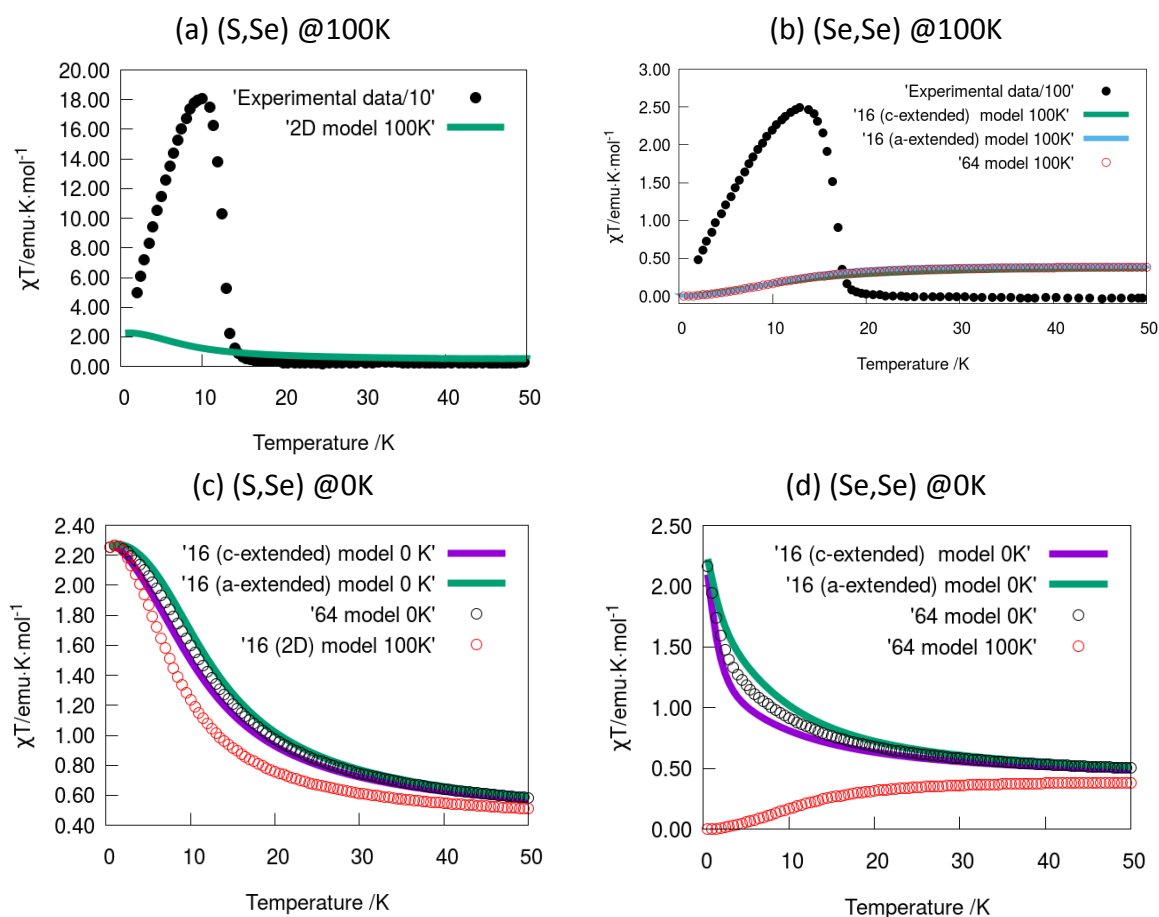 (a) (S,Se) @100K
20.00
18.00
16.00
14.00
12.00
10.00
8.00
6.00
4.00
2.00
0.00
χT/emu·K·mol-1
'Experimental data/10'
'2D model 100K'
0 10 20 30 40 50
Temperature /K
(b) (Se,Se) @100K
3.00
2.50
2.00
1.50
1.00
0.50
0.00
χT/emu·K·mol-1
'Experimental data/100'
'16 (c-extended) model 100K'
'16 (a-extended) model 100K'
'64 model 100K'
0 10 20 30 40 50
Temperature /K
(c) (S,Se) @0K
2.40
2.20
2.00
1.80
1.60
1.40
1.20
1.00
0.80
0.60
0.40
χT/emu·K·mol-1
'16 (c-extended) model 0 K'
'16 (a-extended) model 0 K'
'64 model 0K'
'16 (2D) model 100K'
0 10 20 30 40 50
Temperature /K
(d) (Se,Se) @0K
2.50
2.00
1.50
1.00
0.50
0.00
χT/emu·K·mol-1
'16 (c-extended) model 0K'
'16 (a-extended) model 0K'
'64 model 0K'
'64 model 100K'
0 10 20 30 40 50
Temperature /K